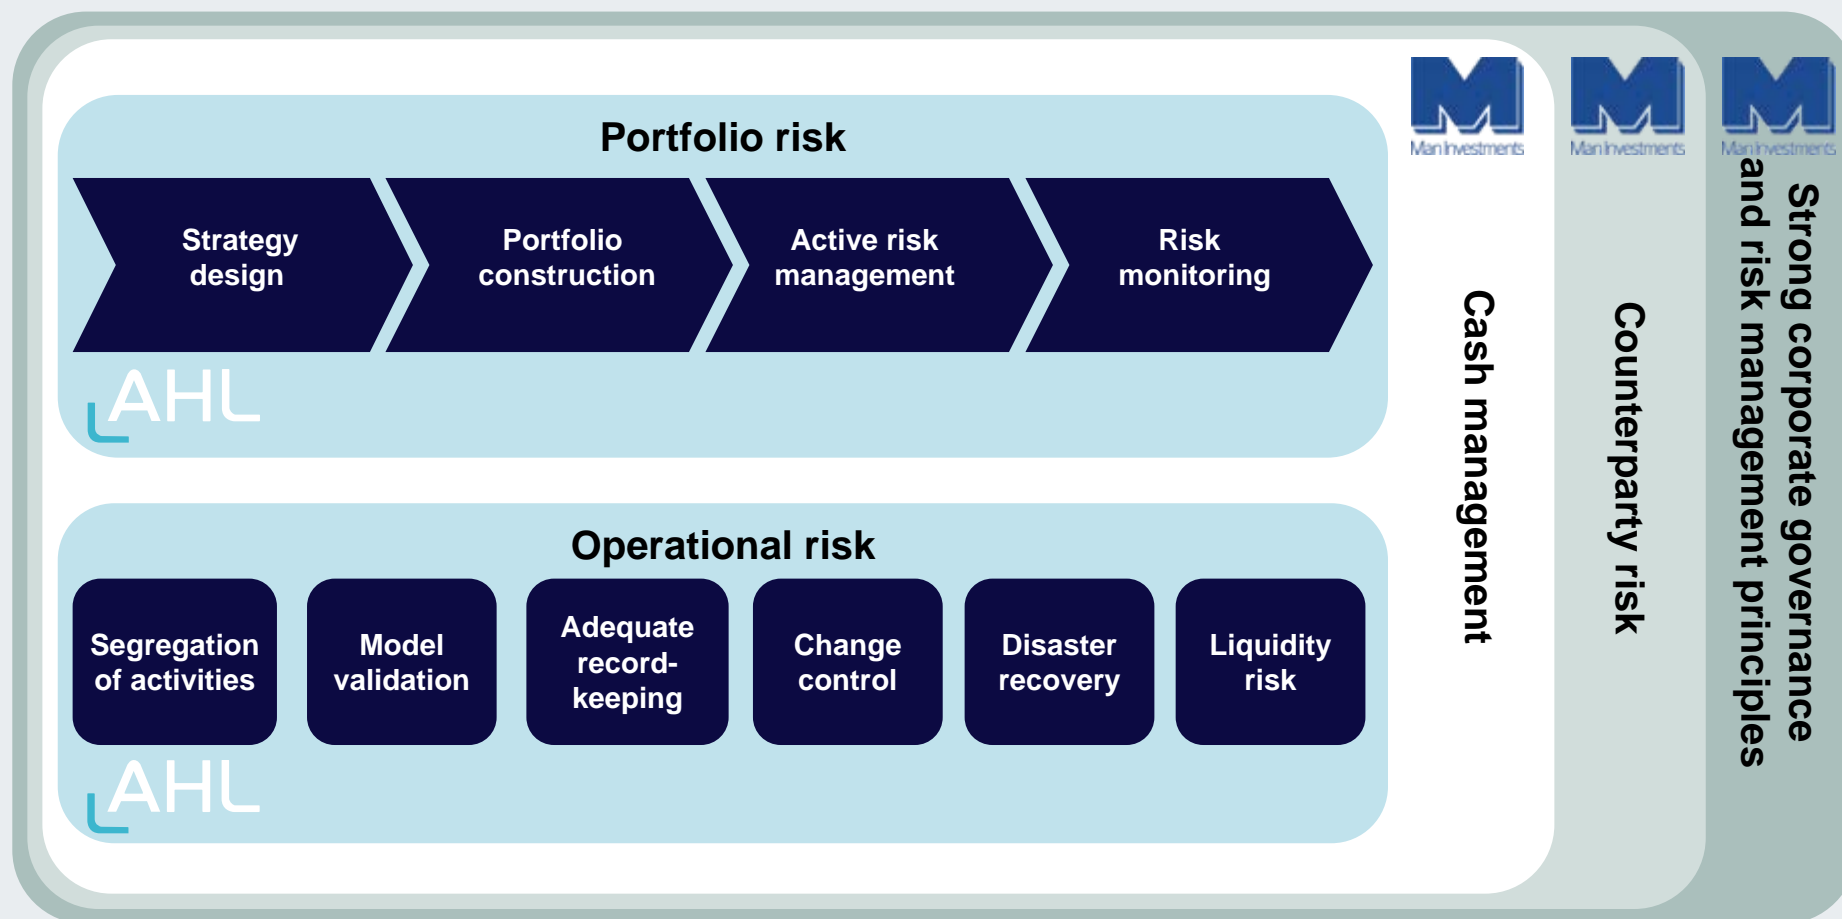 Portfolio risk
Strategy
design
Portfolio
construction
Active risk
management
Risk
monitoring
AHL
Operational risk
Segregation
of activities
Model
validation
Adequate
record-
keeping
Change
control
Disaster
recovery
Liquidity
risk
AHL
Man Investments
Cash management
Man Investments
Counterparty risk
Man Investments
Strong corporate governance
and risk management principles